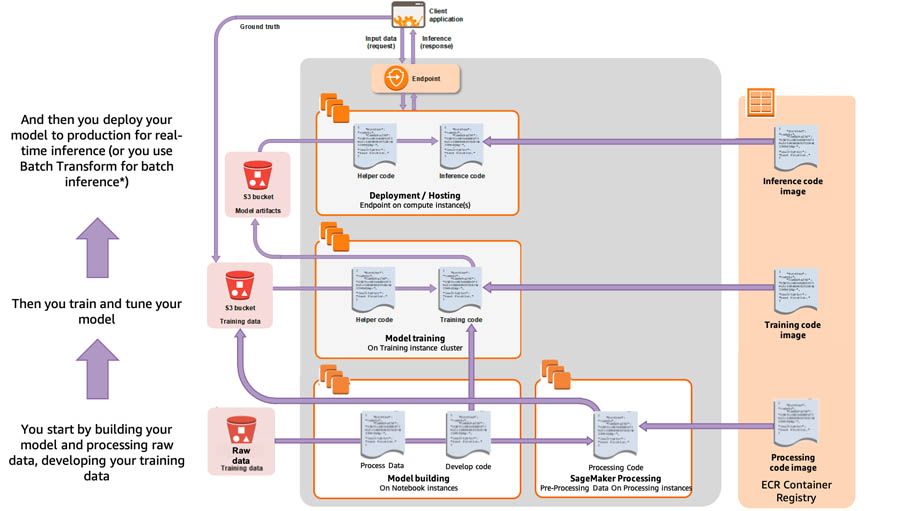 Client
application
Ground truth
Input data
(request)
Inference
(response)
Endpoint
And then you deploy your
model to production for real-
time inference (or you use
Batch Transform for batch
inference*)
S3 bucket
Model artifacts
Helper code
Inference code
Deployment / Hosting
Endpoint on compute instance(s)
Inference code
image
Then you train and tune your
model
S3 bucket
Training data
Helper code
Training code
Model training
On Training instance cluster
Training code
image
You start by building your
model and processing raw
data, developing your training
data
Raw
data
Training data
Process Data
Develop code
Model building
On Notebook instances
Processing Code
SageMaker Processing
Pre-Processing Data On Processing instances
Processing
code image
ECR Container
Registry